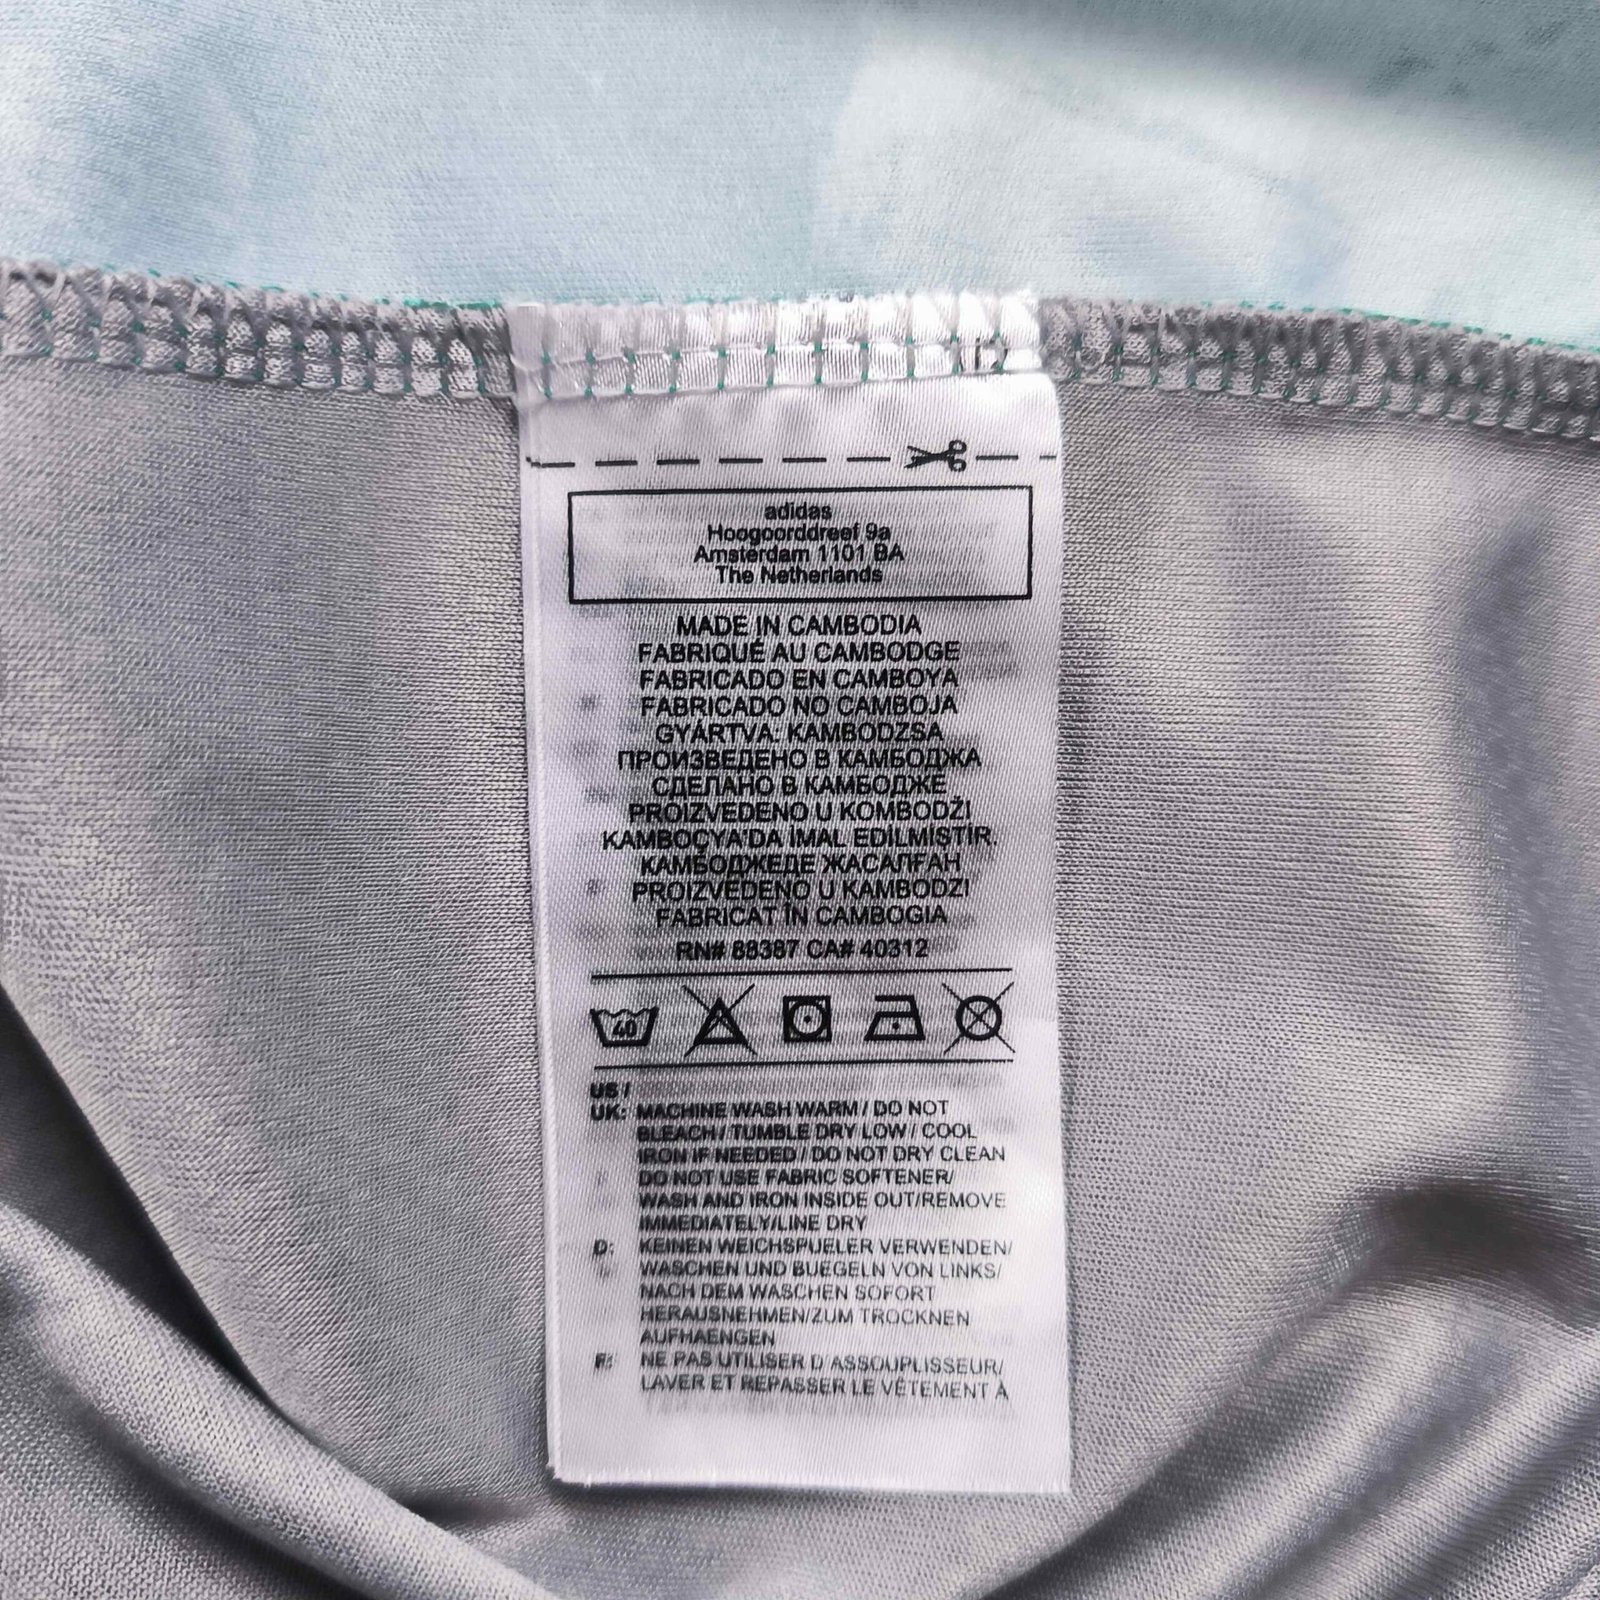 adidas
Hoogoorddreef 9a
Amsterdam 1101 BA
The Netherlands
MADE IN CAMBODIA
FABRIQUÉ AU CAMBODGE
FABRICADO EN CAMBOYA
FABRICADO NO CAMBOJA
GYÁRTVA: KAMBODZSA
ПРОИЗВЕДЕНО В КАМБОДЖА
СДЕЛАНО В КАМБОДЖЕ
PROIZVEDENO U KOMBODŽI
KAMBOÇYA'DA İMAL EDİLMİŞTİR.
КАМБОДЖЕДЕ ЖАСАЛҒАН
PROIZVEDENO U KAMBODZI
FABRICAT ÎN CAMBOGIA
RN# 88387 CA# 40312
40
US /
UK: MACHINE WASH WARM / DO NOT
BLEACH / TUMBLE DRY LOW / COOL
IRON IF NEEDED / DO NOT DRY CLEAN
DO NOT USE FABRIC SOFTENER/
WASH AND IRON INSIDE OUT/REMOVE
IMMEDIATELY/LINE DRY
D: KEINEN WEICHSPUELER VERWENDEN/
WASCHEN UND BUEGELN VON LINKS/
NACH DEM WASCHEN SOFORT
HERAUSNEHMEN/ZUM TROCKNEN
AUFHAENGEN
F: NE PAS UTILISER D'ASSOUPLISSEUR/
LAVER ET REPASSER LE VÊTEMENT À